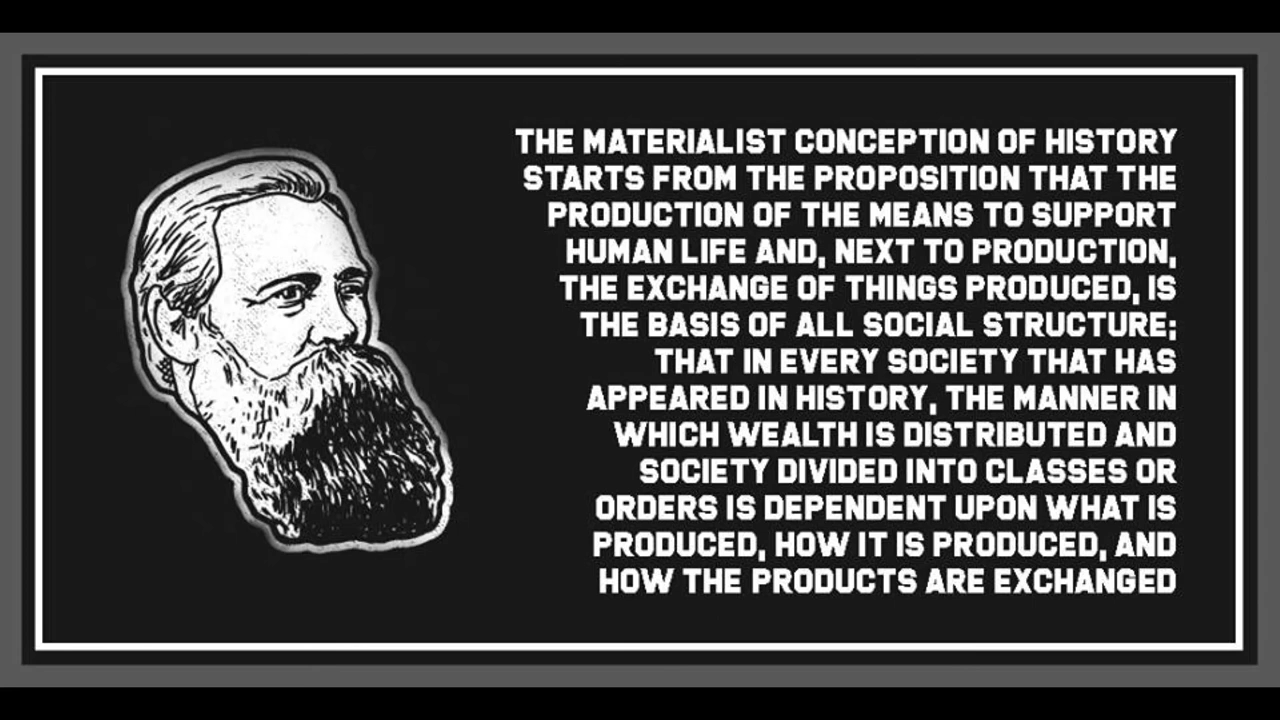 THE MATERIALIST CONCEPTION OF HISTORY
STARTS FROM THE PROPOSITION THAT THE
PRODUCTION OF THE MEANS TO SUPPORT
HUMAN LIFE AND, NEXT TO PRODUCTION,
THE EXCHANGE OF THINGS PRODUCED, IS
THE BASIS OF ALL SOCIAL STRUCTURE;
THAT IN EVERY SOCIETY THAT HAS
APPEARED IN HISTORY, THE MANNER IN
WHICH WEALTH IS DISTRIBUTED AND
SOCIETY DIVIDED INTO CLASSES OR
ORDERS IS DEPENDENT UPON WHAT IS
PRODUCED, HOW IT IS PRODUCED, AND
HOW THE PRODUCTS ARE EXCHANGED